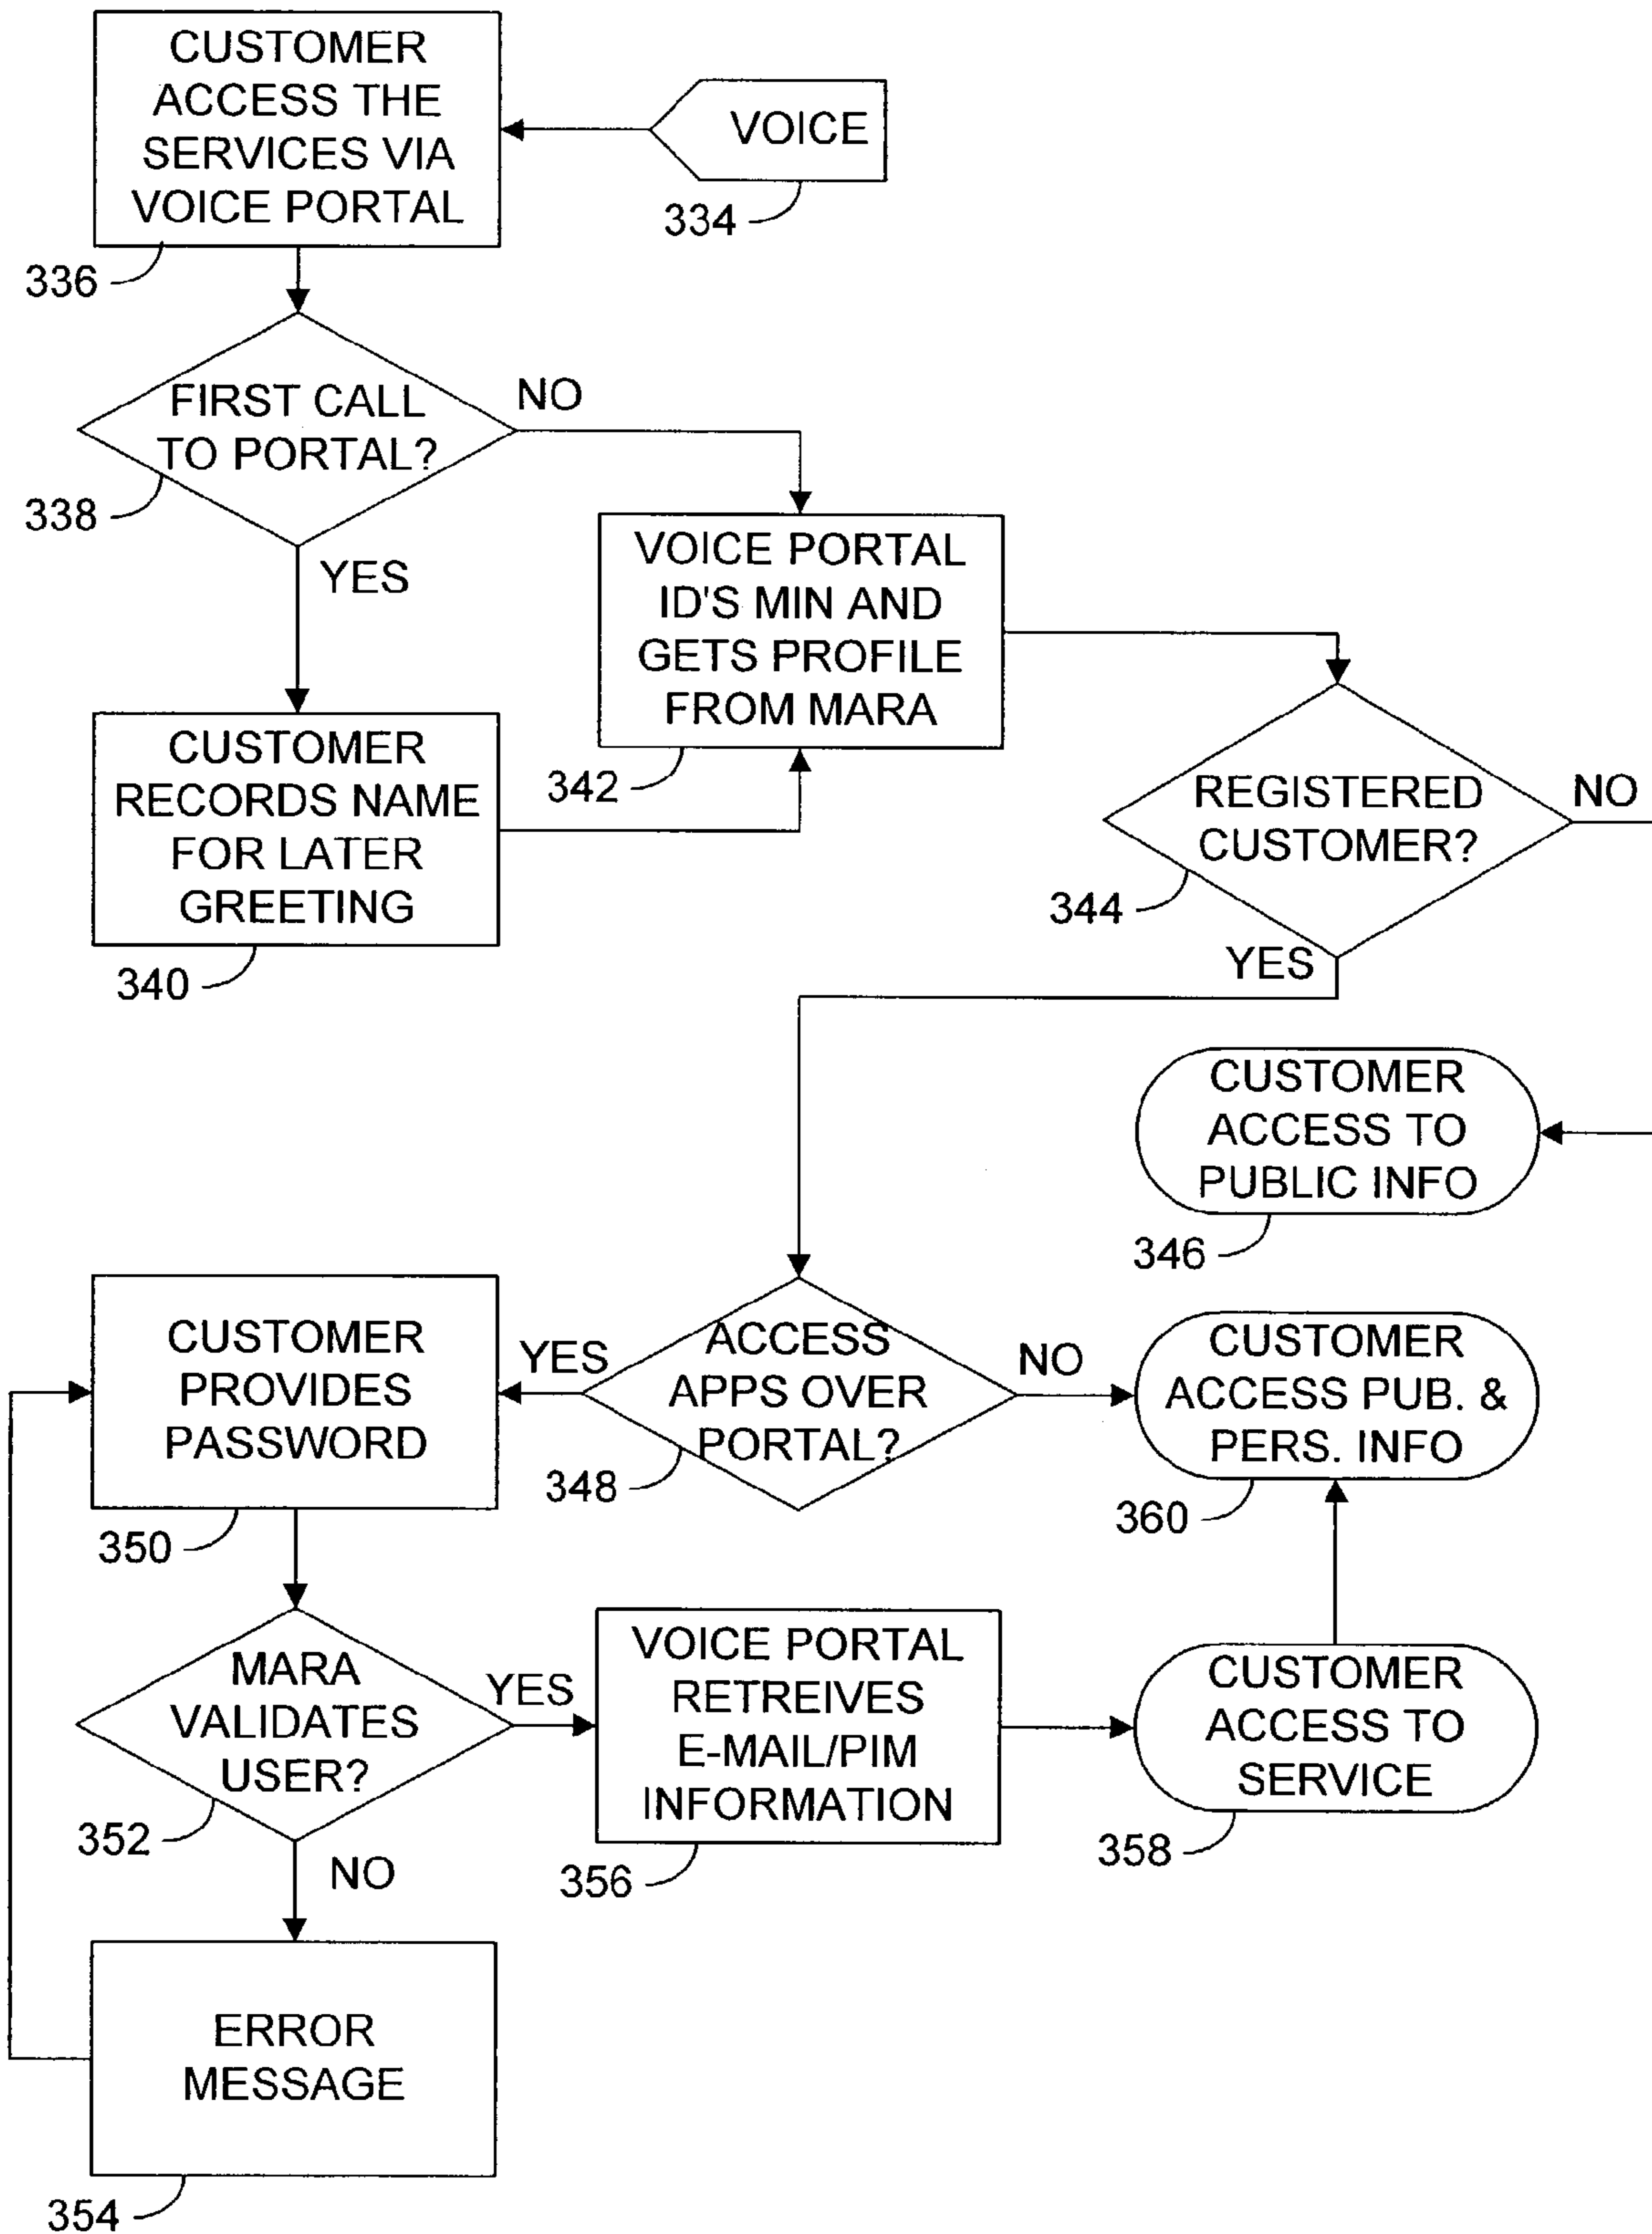 CUSTOMER
ACCESS THE
SERVICES VIA
VOICE PORTAL
336
VOICE
334
FIRST CALL
TO PORTAL?
338
NO
YES
CUSTOMER
RECORDS NAME
FOR LATER
GREETING
340
VOICE PORTAL
ID'S MIN AND
GETS PROFILE
FROM MARA
342
REGISTERED
CUSTOMER?
344
NO
YES
CUSTOMER
ACCESS TO
PUBLIC INFO
346
ACCESS
APPS OVER
PORTAL?
348
YES
NO
CUSTOMER
PROVIDES
PASSWORD
350
CUSTOMER
ACCESS PUB. &
PERS. INFO
360
MARA
VALIDATES
USER?
352
YES
NO
VOICE PORTAL
RETREIVES
E-MAIL/PIM
INFORMATION
356
CUSTOMER
ACCESS TO
SERVICE
358
ERROR
MESSAGE
354